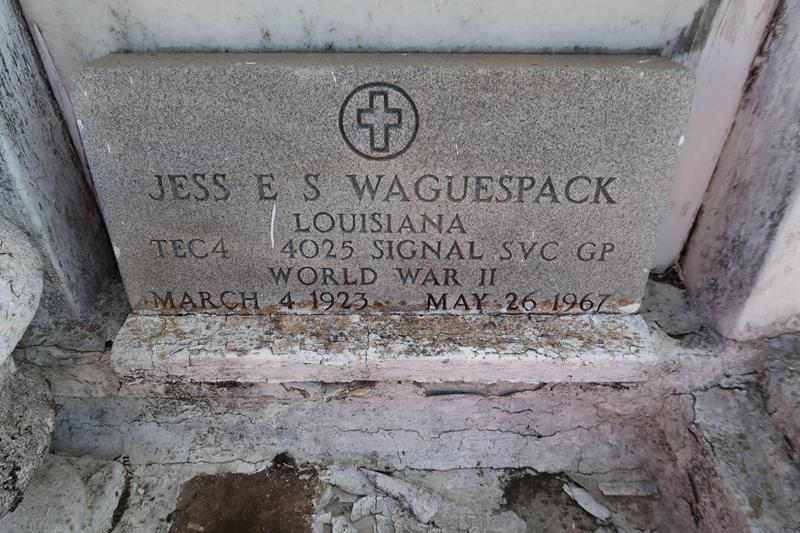 JESS E S WAGUESPACK
LOUISIANA
TEC4 4025 SIGNAL SVC GP
WORLD WAR II
MARCH 4 1923 MAY 26 1967